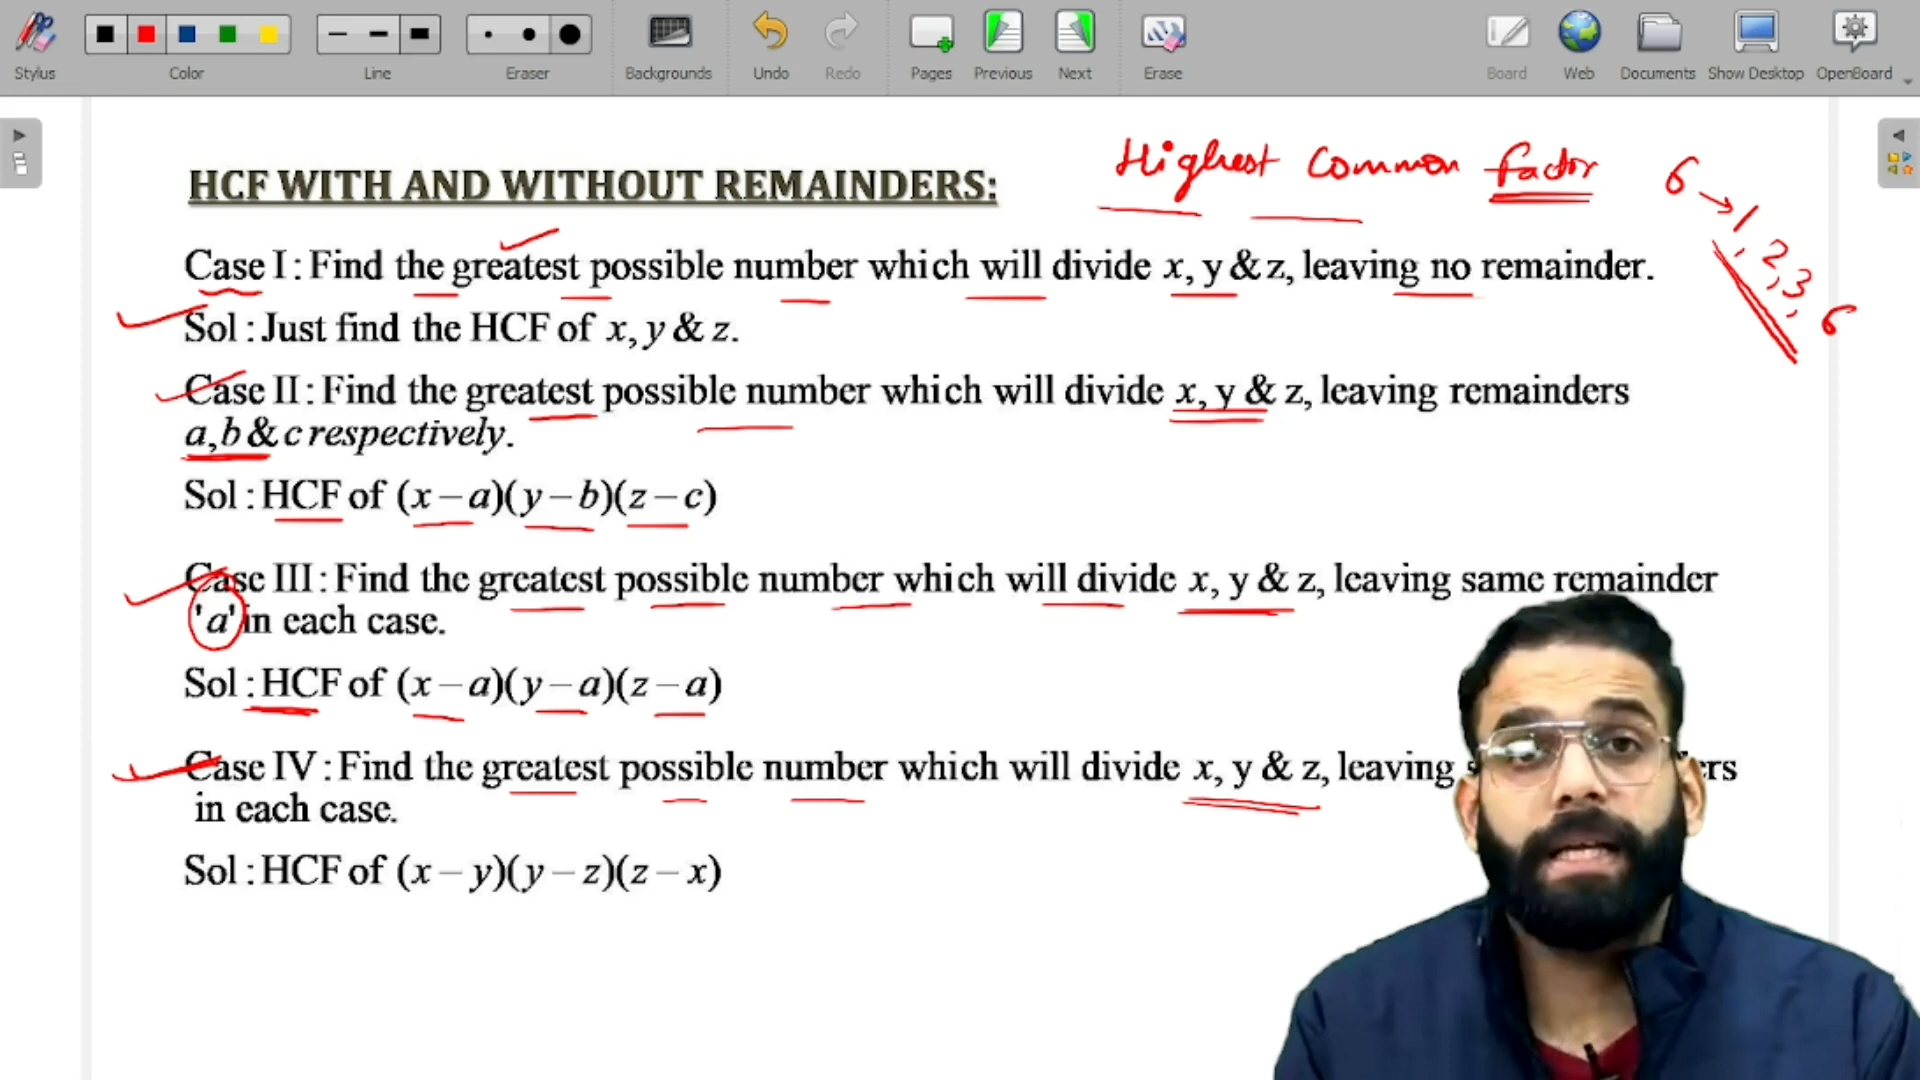 Stylus Color Line Eraser Backgrounds Undo Redo Pages Previous Next Erase Board Web Documents Show Desktop OpenBoard
Highest Common factor
6 → 1, 2, 3, 6
HCF WITH AND WITHOUT REMAINDERS:
Case I : Find the greatest possible number which will divide x, y & z, leaving no remainder.
Sol : Just find the HCF of x, y & z.
Case II : Find the greatest possible number which will divide x, y & z, leaving remainders
a, b & c respectively.
Sol : HCF of (x – a)(y – b)(z – c)
Case III : Find the greatest possible number which will divide x, y & z, leaving same remainder
'a' in each case.
Sol : HCF of (x – a)(y – a)(z – a)
Case IV : Find the greatest possible number which will divide x, y & z, leaving
in each case.
Sol : HCF of (x – y)(y – z)(z – x)